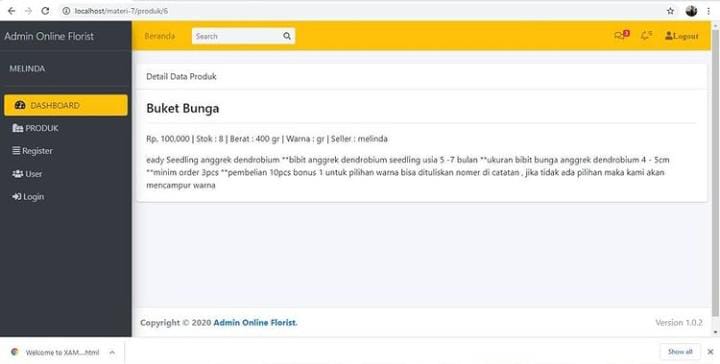 localhost/materi-7/produk/6
Admin Online Florist
Beranda
Search
3
Logout
MELINDA
DASHBOARD
PRODUK
Register
User
Login
Detail Data Produk
Buket Bunga
Rp. 100,000 | Stok : 8 | Berat : 400 gr | Warna : gr | Seller : melinda
eady Seedling anggrek dendrobium **bibit anggrek dendrobium seedling usia 5 -7 bulan **ukuran bibit bunga anggrek dendrobium 4 - 5cm
**minim order 3pcs **pembelian 10pcs bonus 1 untuk pilihan warna bisa dituliskan nomer di catatan , jika tidak ada pilihan maka kami akan
mencampur warna
Copyright © 2020 Admin Online Florist.
Version 1.0.2
Welcome to XAM....html
Show all